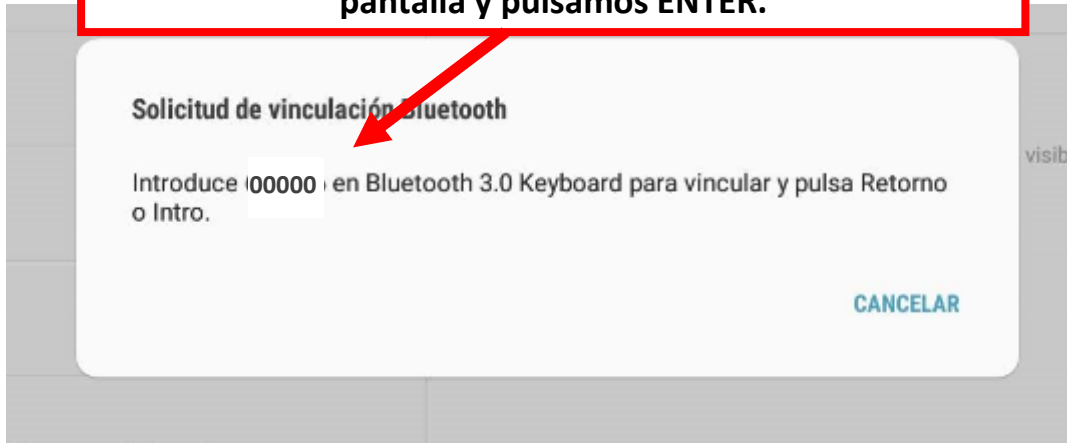 pantalla y pulsamos ENTER.
Solicitud de vinculación Bluetooth
visib
Introduce 00000 en Bluetooth 3.0 Keyboard para vincular y pulsa Retorno
o Intro.
CANCELAR